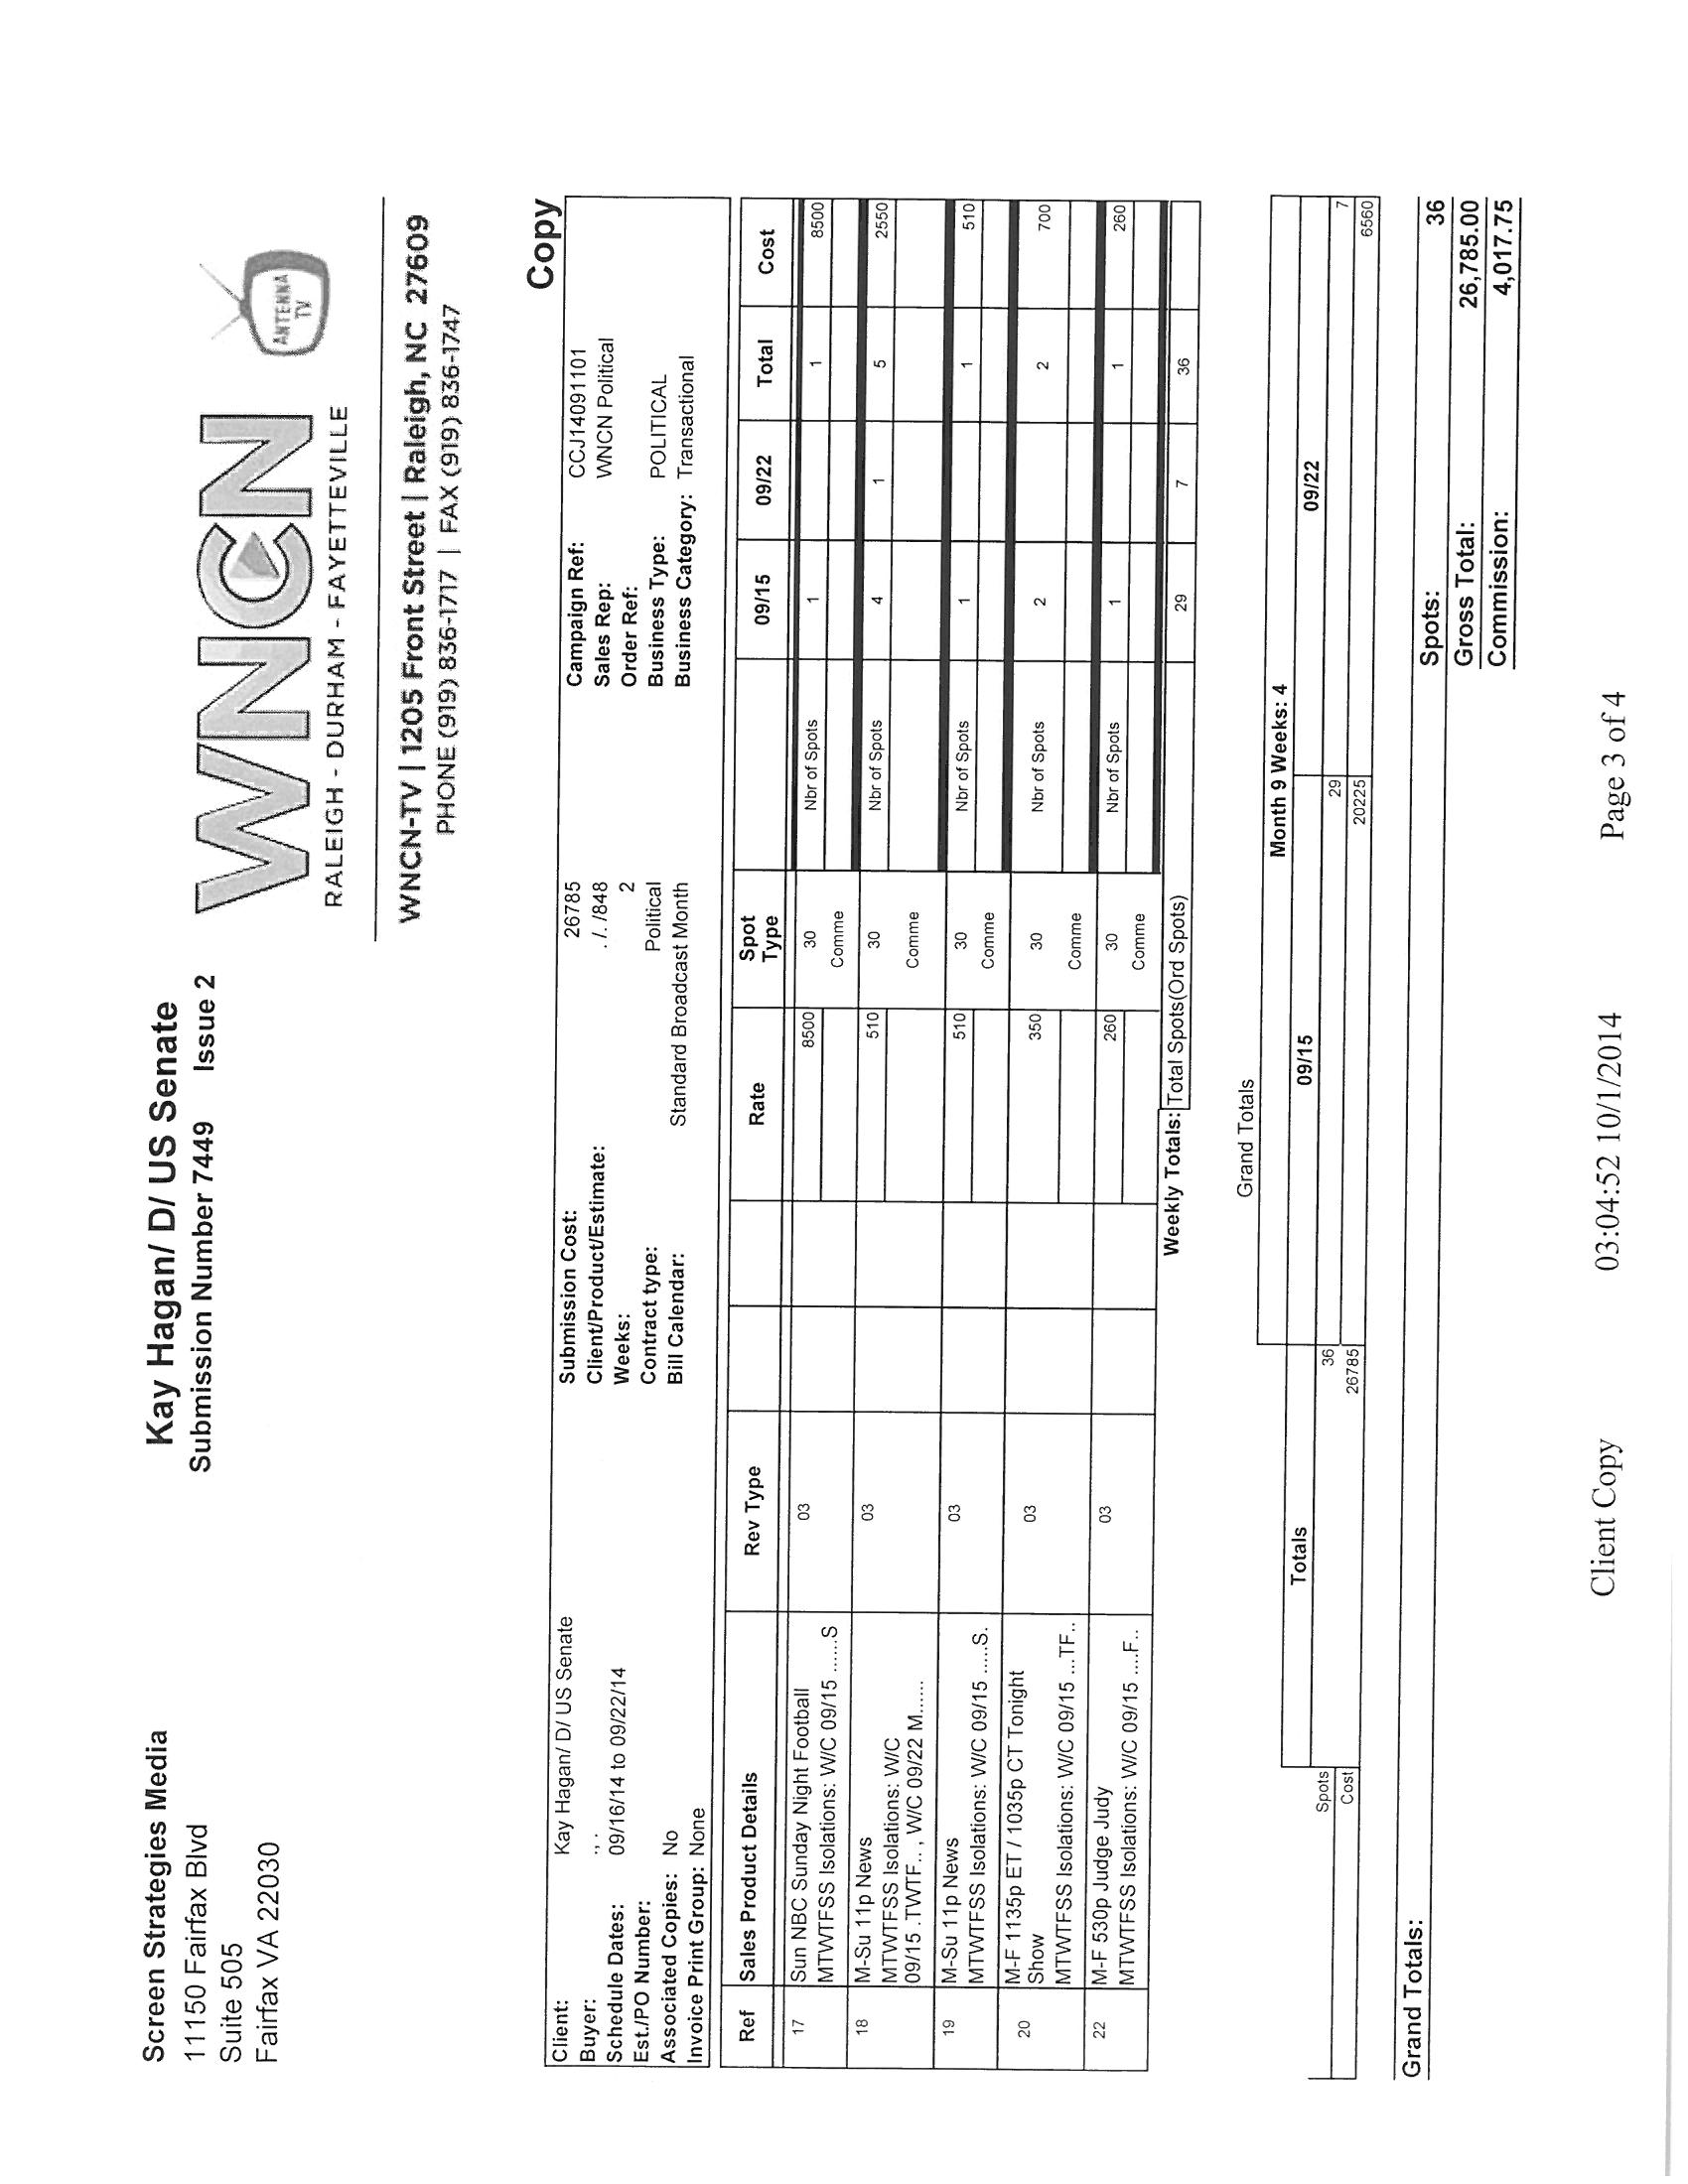 Screen Strategies Media
11150 Fairfax Blvd
Suite 505
Fairfax VA 22030
Kay Hagan/ D/ US Senate
Submission Number 7449 Issue 2
WNCN
RALEIGH - DURHAM - FAYETTEVILLE
ANTENNA
TV
WNCN-TV | 1205 Front Street | Raleigh, NC 27609
PHONE (919) 836-1717 | FAX (919) 836-1747
Copy
Client: Kay Hagan/ D/ US Senate Submission Cost: 26785 Campaign Ref: CCJ14091101
Buyer: ., . Client/Product/Estimate: . /. /848 Sales Rep: WNCN Political
Schedule Dates: 09/16/14 to 09/22/14 Weeks: 2 Order Ref:
Est./PO Number: Contract type: Political Business Type: POLITICAL
Associated Copies: No Bill Calendar: Standard Broadcast Month Business Category: Transactional
Invoice Print Group: None
Ref Sales Product Details Rev Type Rate Spot Type 09/15 09/22 Total Cost
17 Sun NBC Sunday Night Football 03 8500 30 Nbr of Spots 1 1 8500
MTWTFSS Isolations: W/C 09/15 ......S Comme
18 M-Su 11p News 03 510 30 Nbr of Spots 4 1 5 2550
MTWTFSS Isolations: W/C
09/15 .TWTF.. , W/C 09/22 M...... Comme
19 M-Su 11p News 03 510 30 Nbr of Spots 1 1 510
MTWTFSS Isolations: W/C 09/15 .....S. Comme
20 M-F 1135p ET / 1035p CT Tonight 03 350 30 Nbr of Spots 2 2 700
Show
MTWTFSS Isolations: W/C 09/15 ...TF.. Comme
22 M-F 530p Judge Judy 03 260 30 Nbr of Spots 1 1 260
MTWTFSS Isolations: W/C 09/15 ....F.. Comme
Weekly Totals: Total Spots(Ord Spots) 29 7 36
Grand Totals
Month 9 Weeks: 4
Totals 09/15 09/22
Spots 36 29 7
Cost 26785 20225 6560
Grand Totals: Spots: 36
Gross Total: 26,785.00
Commission: 4,017.75
Client Copy 03:04:52 10/1/2014 Page 3 of 4